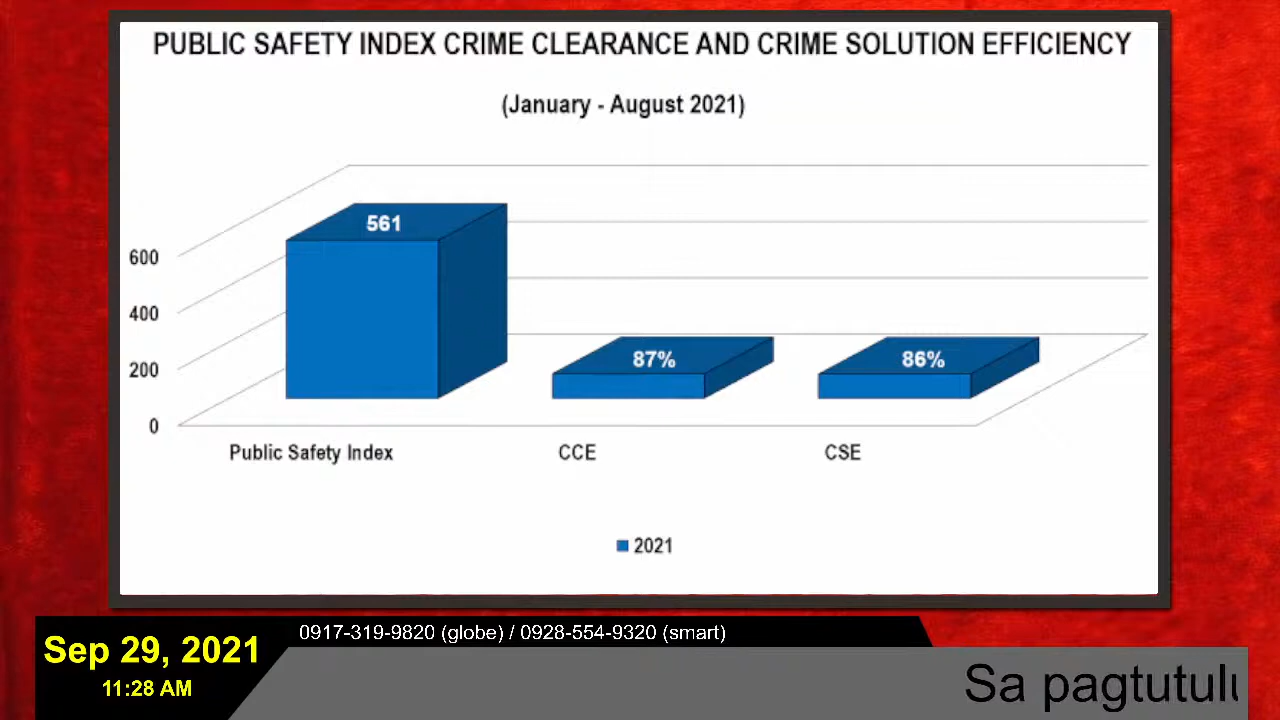 PUBLIC SAFETY INDEX CRIME CLEARANCE AND CRIME SOLUTION EFFICIENCY
(January - August 2021)
600
400
200
0
561
87%
86%
Public Safety Index
CCE
CSE
2021
0917-319-9820 (globe) / 0928-554-9320 (smart)
Sep 29, 2021
11:28 AM
Sa